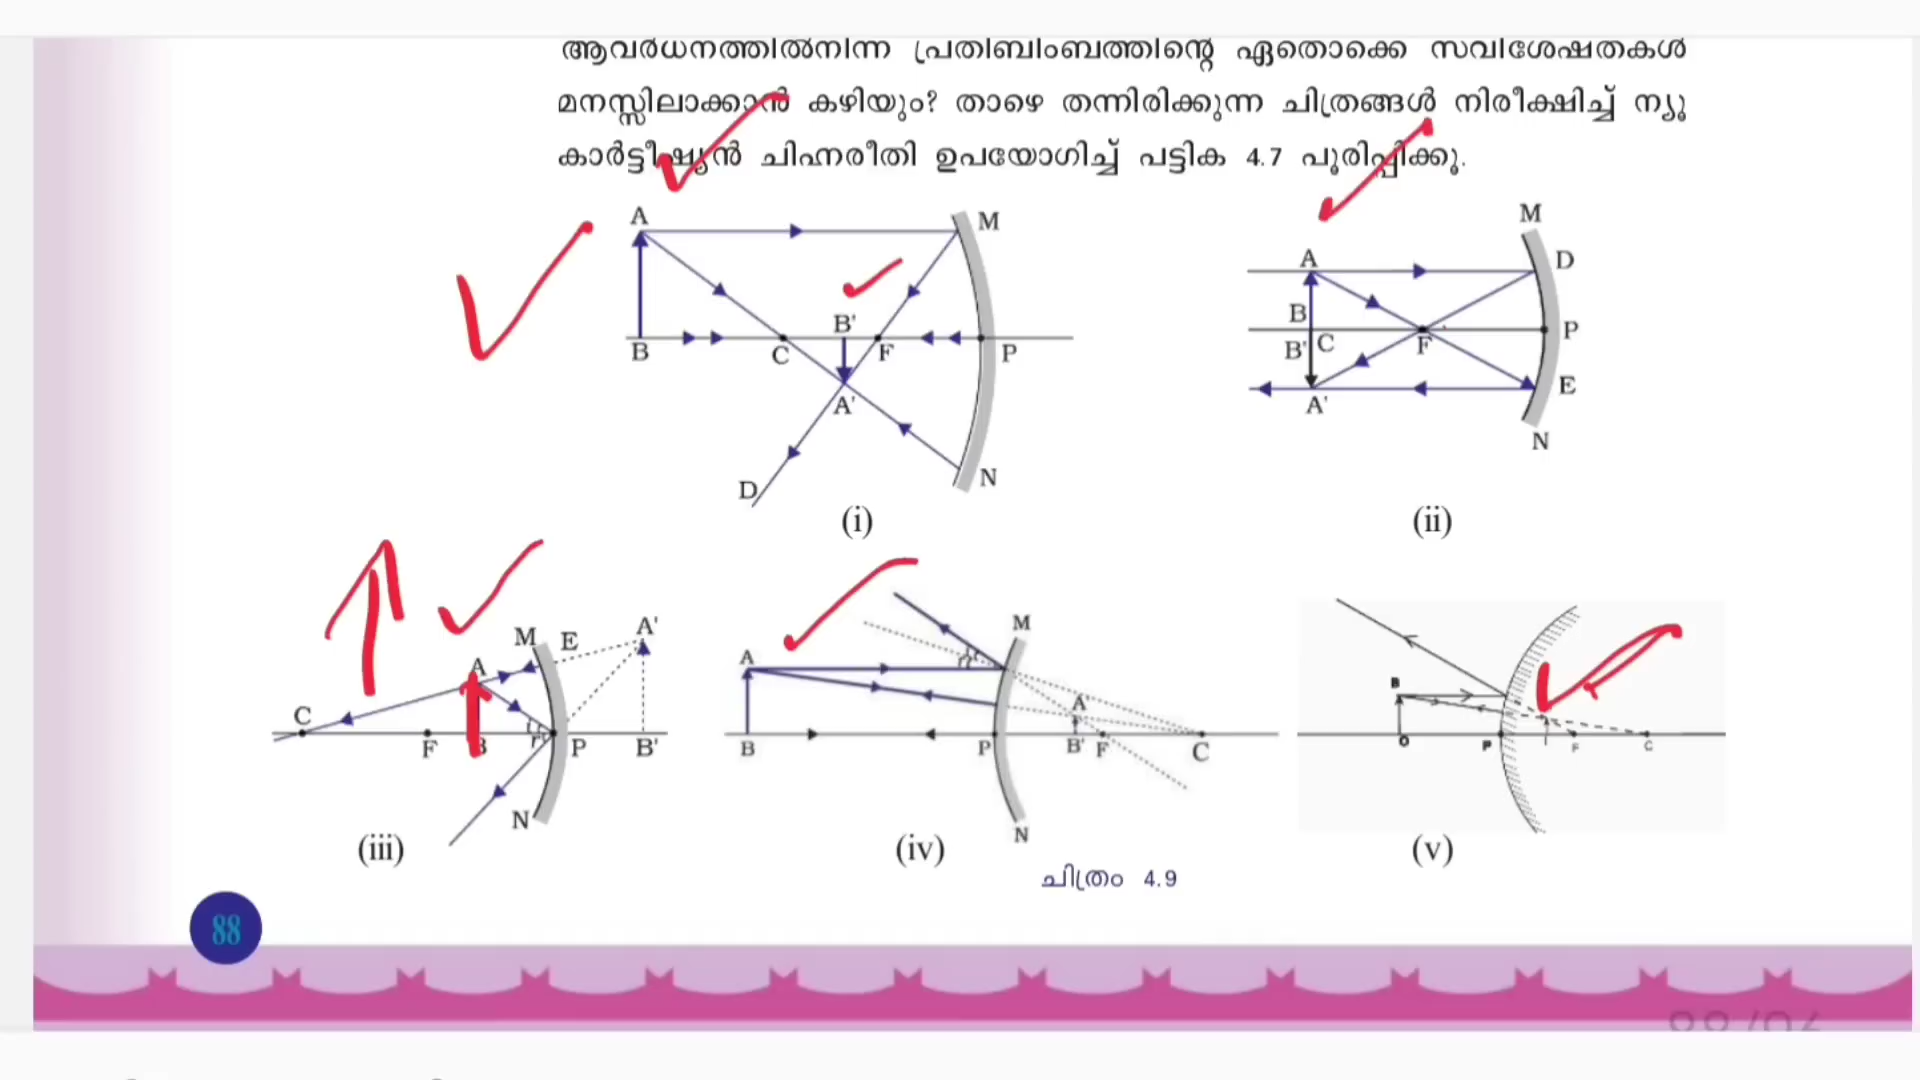 ആവർധനത്തിൽനിന്ന് പ്രതിബിംബത്തിന്റെ ഏതൊക്കെ സവിശേഷതകൾ
മനസ്സിലാക്കാൻ കഴിയും? താഴെ തന്നിരിക്കുന്ന ചിത്രങ്ങൾ നിരീക്ഷിച്ച് ന്യൂ
കാർട്ടീഷ്യൻ ചിഹ്നരീതി ഉപയോഗിച്ച് പട്ടിക 4.7 പൂരിപ്പിക്കൂ.
A M
B C B' F P
A'
D N
(i)
M
A D
B P
B' C F
A' E
N
(ii)
M E A'
A
C F B r P B'
N
(iii)
M
A
A'
B P B' F C
N
(iv)
B
O P F C
(v)
ചിത്രം 4.9
88